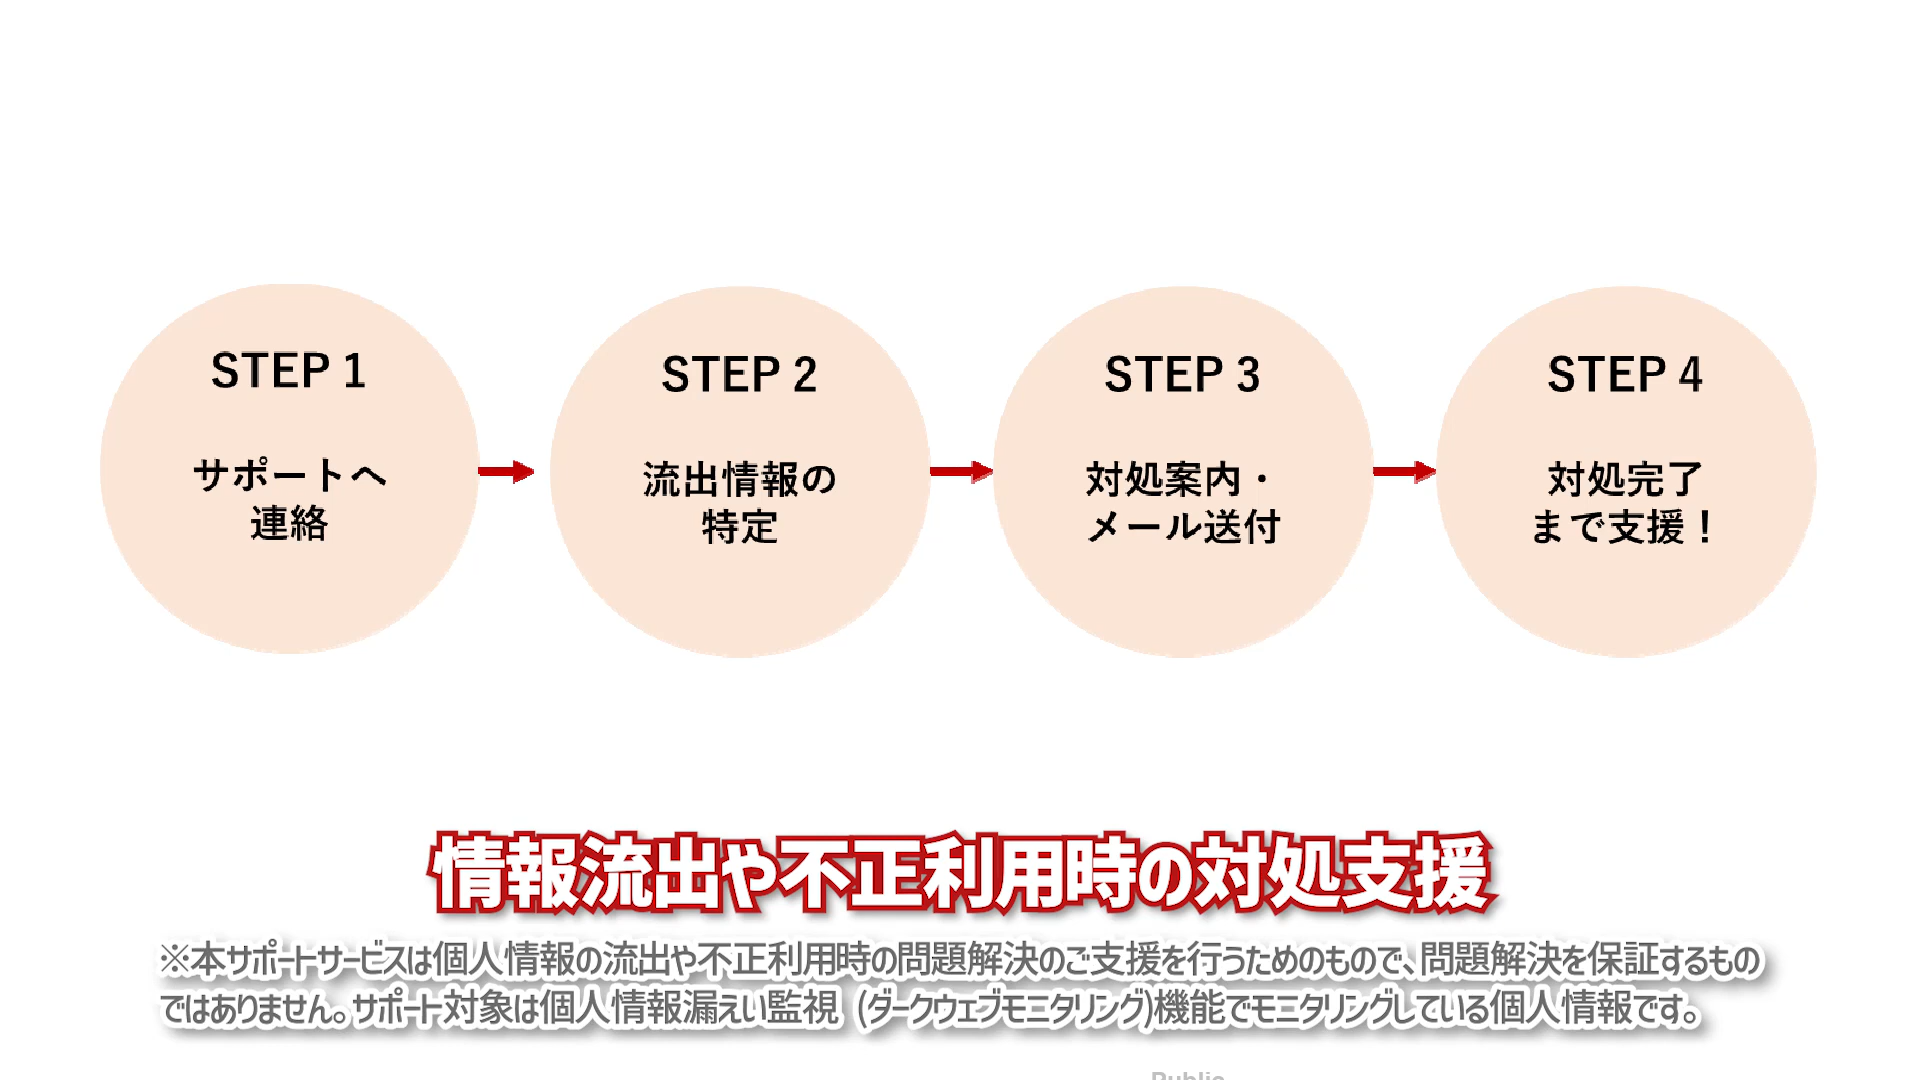 STEP 1
サポートへ
連絡
STEP 2
流出情報の
特定
STEP 3
対処案内・
メール送付
STEP 4
対処完了
まで支援！
情報流出や不正利用時の対処支援
※本サポートサービスは個人情報の流出や不正利用時の問題解決のご支援を行うためのもので、問題解決を保証するもの
ではありません。サポート対象は個人情報漏えい監視 (ダークウェブモニタリング)機能でモニタリングしている個人情報です。
Public